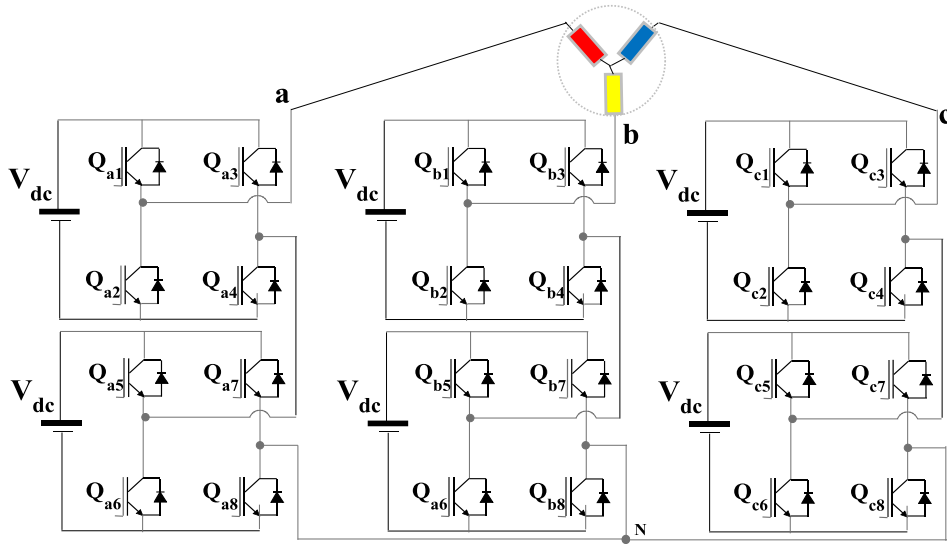 a
b
c
Q a1
Q a3
Q b1
Q b3
Q c1
Q c3
V dc
V dc
V dc
Q a2
Q a4
Q b2
Q b4
Q c2
Q c4
Q a5
Q a7
Q b5
Q b7
Q c5
Q c7
V dc
V dc
V dc
Q a6
Q a8
Q a6
Q b8
Q c6
Q c8
N